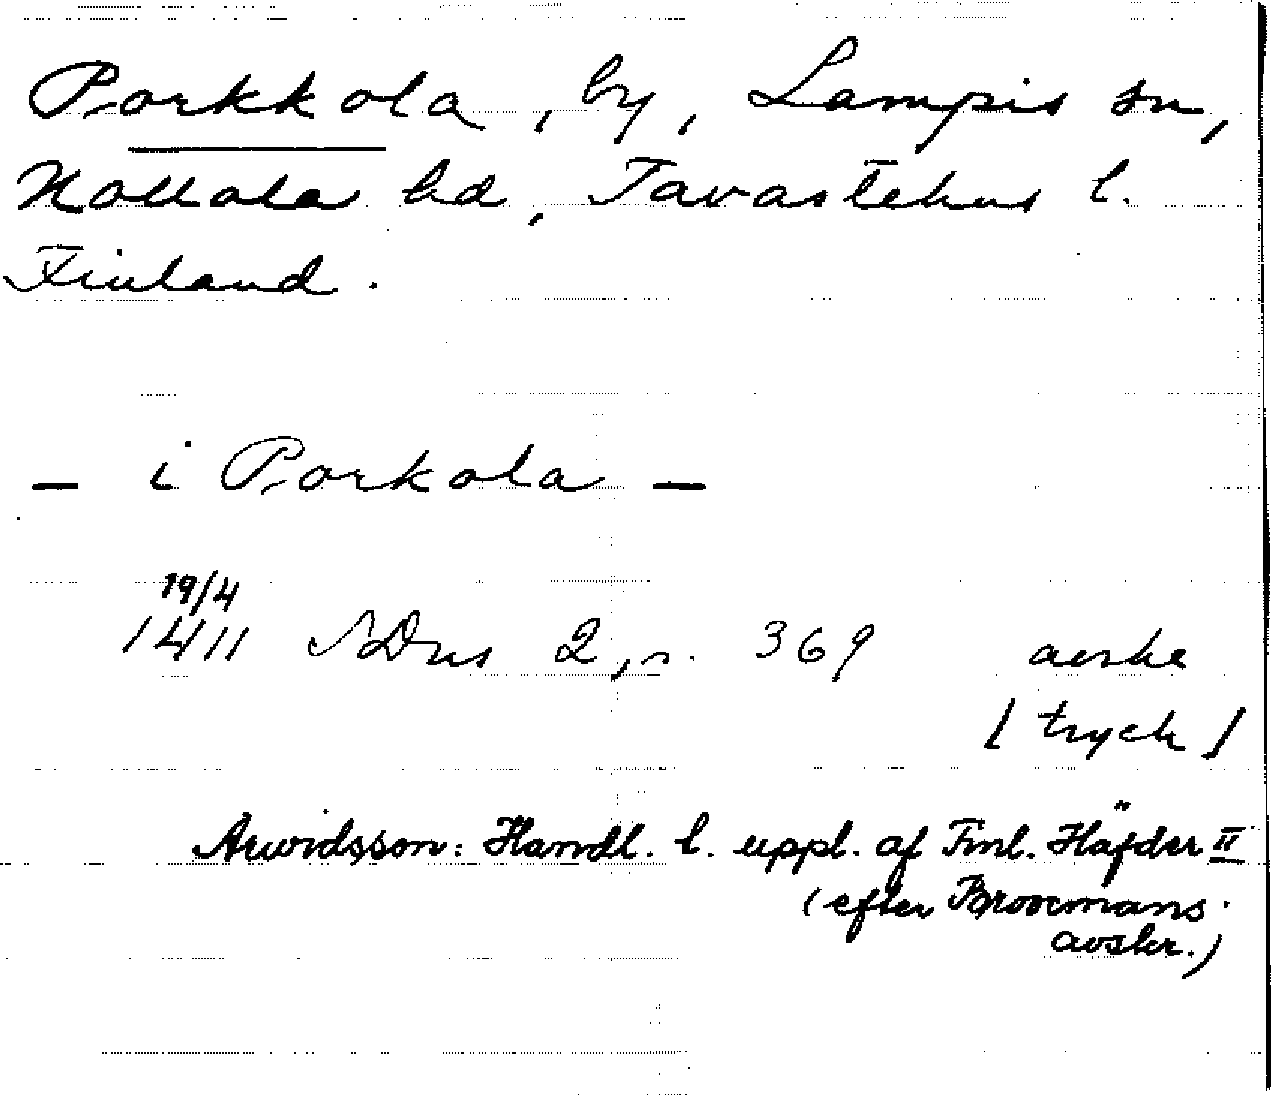 Porkkola, by, Lampis sn,
Hollola hd, Tavastehus l.
Finland.
– i Porkola –
19/4
1411 SDns 2, s. 369 avskr
[tryck]
Arwidsson: Handl. t. uppl. af Finl. Häfder II
(efter Broocmans
avskr.)